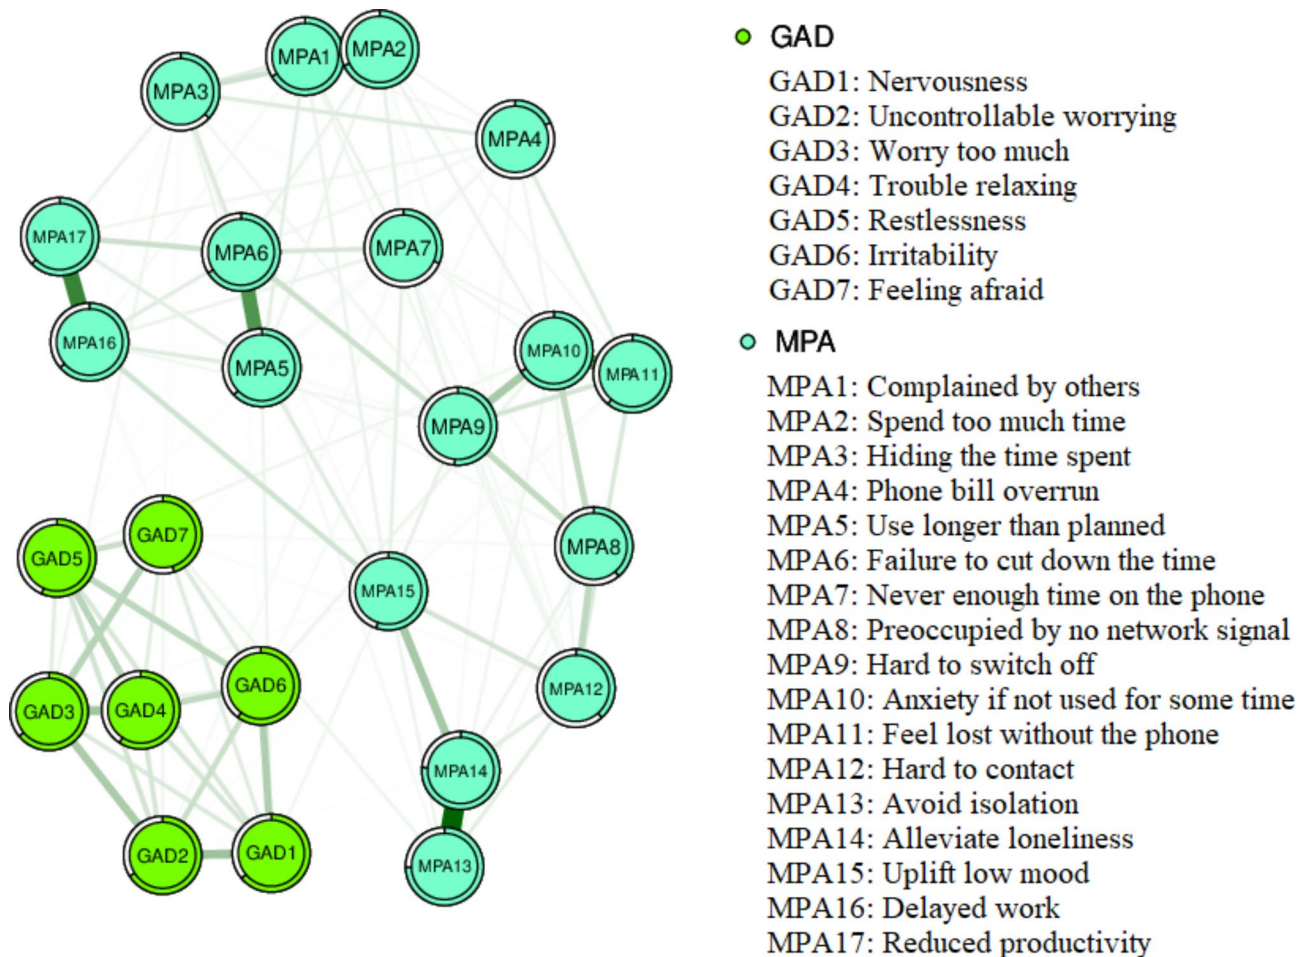 MPA1
MPA2
MPA3
MPA4
MPA17
MPA6
MPA7
MPA16
MPA5
MPA10
MPA11
MPA9
GAD7
GAD5
MPA8
MPA15
GAD6
MPA12
GAD3
GAD4
MPA14
GAD2
GAD1
MPA13
GAD
GAD1: Nervousness
GAD2: Uncontrollable worrying
GAD3: Worry too much
GAD4: Trouble relaxing
GAD5: Restlessness
GAD6: Irritability
GAD7: Feeling afraid
MPA
MPA1: Complained by others
MPA2: Spend too much time
MPA3: Hiding the time spent
MPA4: Phone bill overrun
MPA5: Use longer than planned
MPA6: Failure to cut down the time
MPA7: Never enough time on the phone
MPA8: Preoccupied by no network signal
MPA9: Hard to switch off
MPA10: Anxiety if not used for some time
MPA11: Feel lost without the phone
MPA12: Hard to contact
MPA13: Avoid isolation
MPA14: Alleviate loneliness
MPA15: Uplift low mood
MPA16: Delayed work
MPA17: Reduced productivity